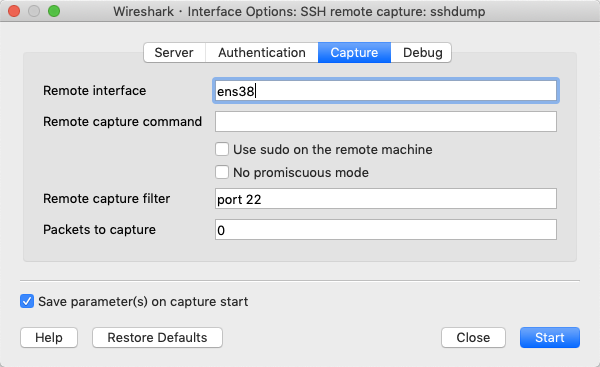 Wireshark · Interface Options: SSH remote capture: sshdump
Server Authentication Capture Debug
Remote interface ens38
Remote capture command
Use sudo on the remote machine
No promiscuous mode
Remote capture filter port 22
Packets to capture 0
Save parameter(s) on capture start
Help Restore Defaults Close Start